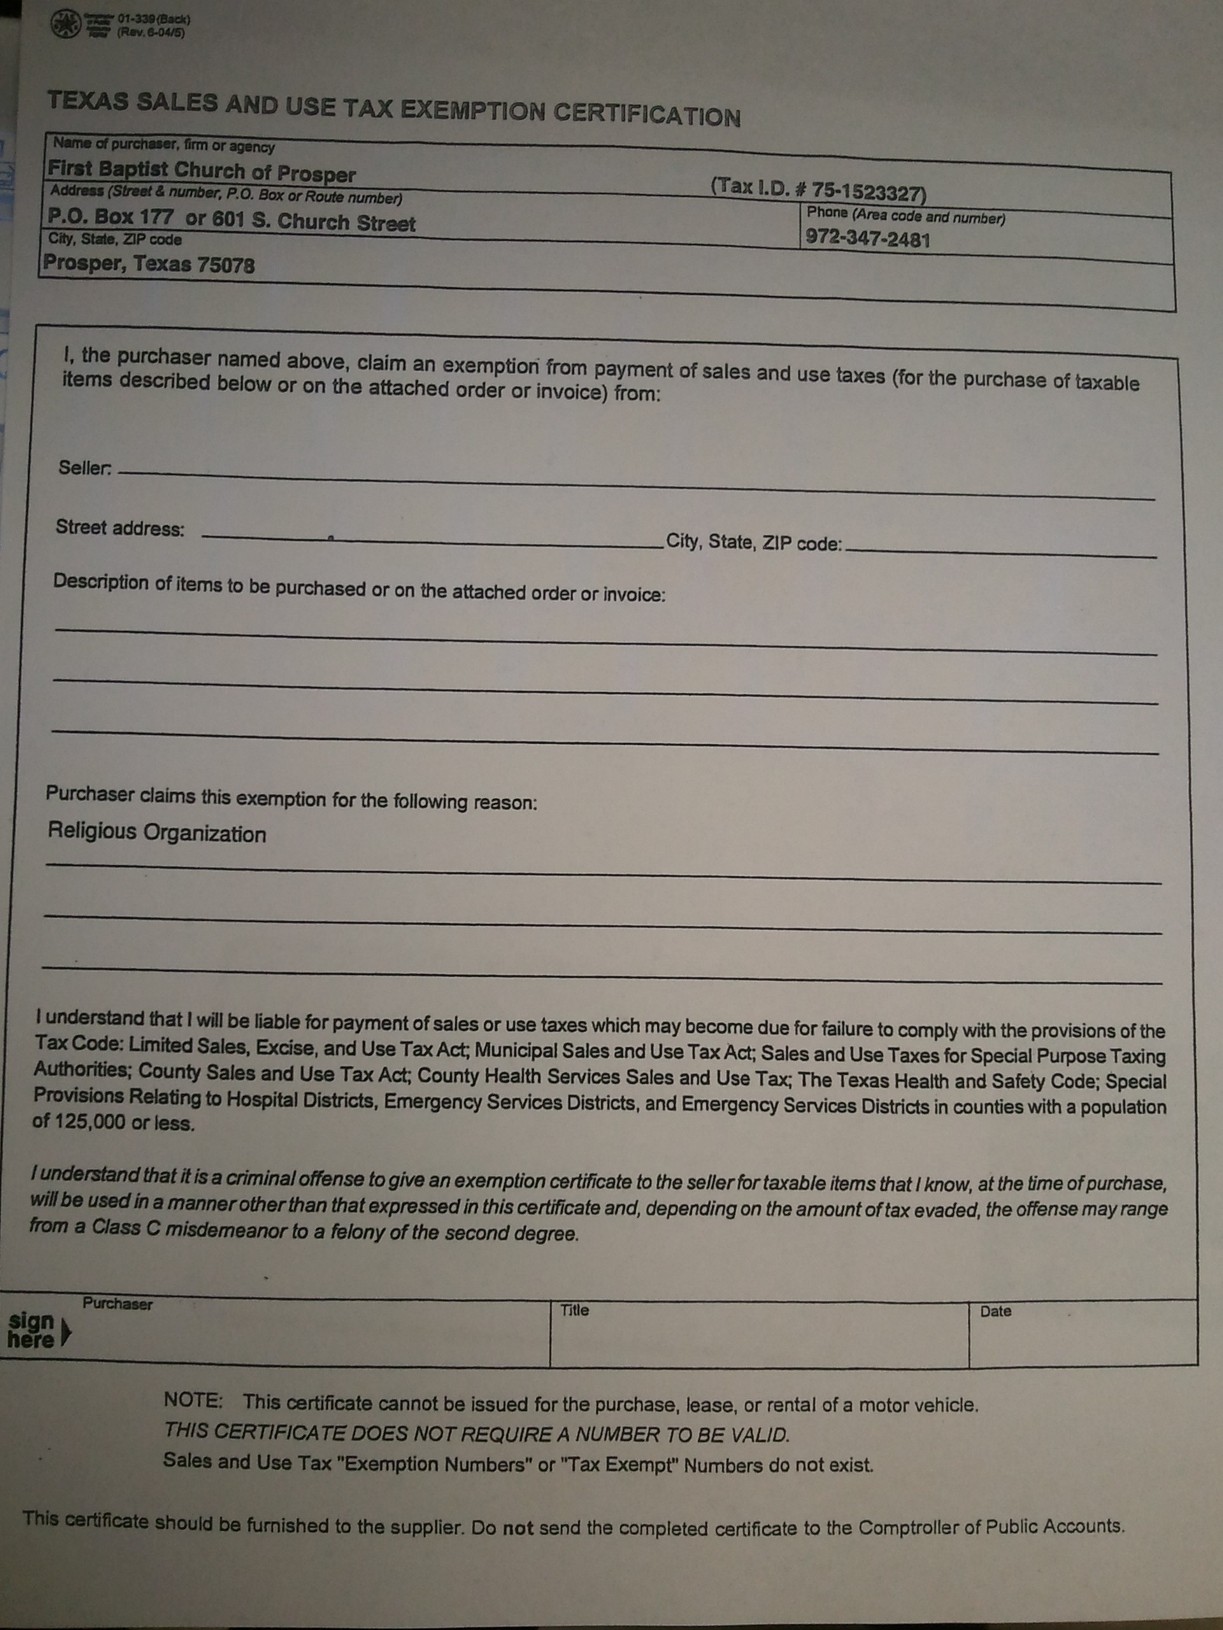 01-339 (Back)
(Rev. 6-04/5)
TEXAS SALES AND USE TAX EXEMPTION CERTIFICATION
Name of purchaser, firm or agency
First Baptist Church of Prosper (Tax I.D. # 75-1523327)
Address (Street & number, P.O. Box or Route number)
P.O. Box 177 or 601 S. Church Street
Phone (Area code and number)
972-347-2481
City, State, ZIP code
Prosper, Texas 75078
I, the purchaser named above, claim an exemption from payment of sales and use taxes (for the purchase of taxable
items described below or on the attached order or invoice) from:
Seller:
Street address: City, State, ZIP code:
Description of items to be purchased or on the attached order or invoice:
Purchaser claims this exemption for the following reason:
Religious Organization
I understand that I will be liable for payment of sales or use taxes which may become due for failure to comply with the provisions of the
Tax Code: Limited Sales, Excise, and Use Tax Act; Municipal Sales and Use Tax Act; Sales and Use Taxes for Special Purpose Taxing
Authorities; County Sales and Use Tax Act; County Health Services Sales and Use Tax; The Texas Health and Safety Code; Special
Provisions Relating to Hospital Districts, Emergency Services Districts, and Emergency Services Districts in counties with a population
of 125,000 or less.
I understand that it is a criminal offense to give an exemption certificate to the seller for taxable items that I know, at the time of purchase,
will be used in a manner other than that expressed in this certificate and, depending on the amount of tax evaded, the offense may range
from a Class C misdemeanor to a felony of the second degree.
sign
here
Purchaser Title Date
NOTE: This certificate cannot be issued for the purchase, lease, or rental of a motor vehicle.
THIS CERTIFICATE DOES NOT REQUIRE A NUMBER TO BE VALID.
Sales and Use Tax "Exemption Numbers" or "Tax Exempt" Numbers do not exist.
This certificate should be furnished to the supplier. Do not send the completed certificate to the Comptroller of Public Accounts.